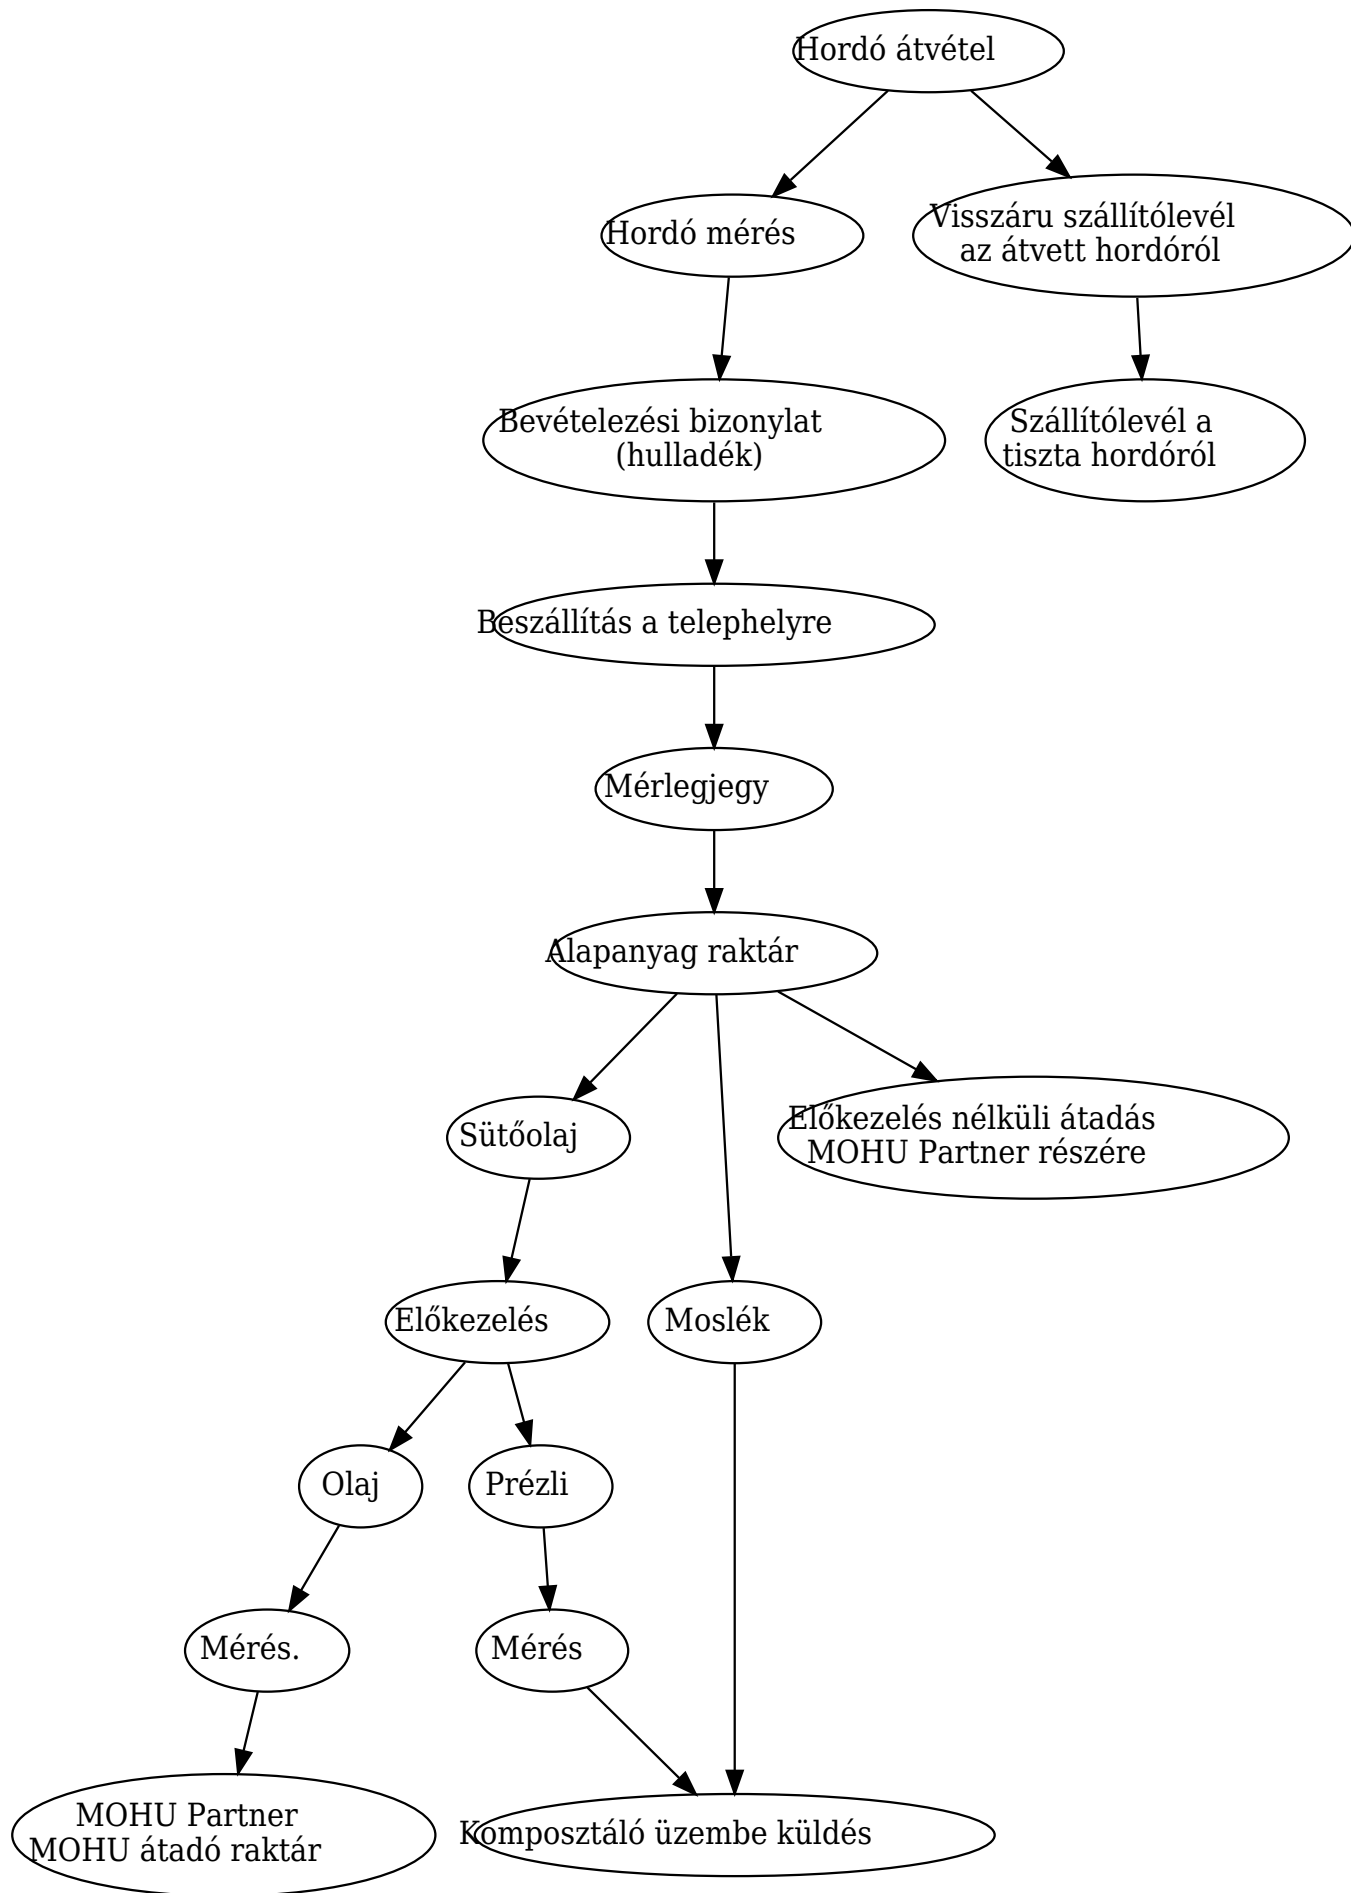 Hordó átvétel
Hordó mérés
Visszáru szállítólevél
az átvett hordóról
Bevételezési bizonylat
(hulladék)
Szállítólevél a
tiszta hordóról
Beszállítás a telephelyre
Mérlegjegy
Alapanyag raktár
Sütőolaj
Előkezelés nélküli átadás
MOHU Partner részére
Előkezelés
Moslék
Olaj
Prézli
Mérés.
Mérés
MOHU Partner
MOHU átadó raktár
Komposztáló üzembe küldés